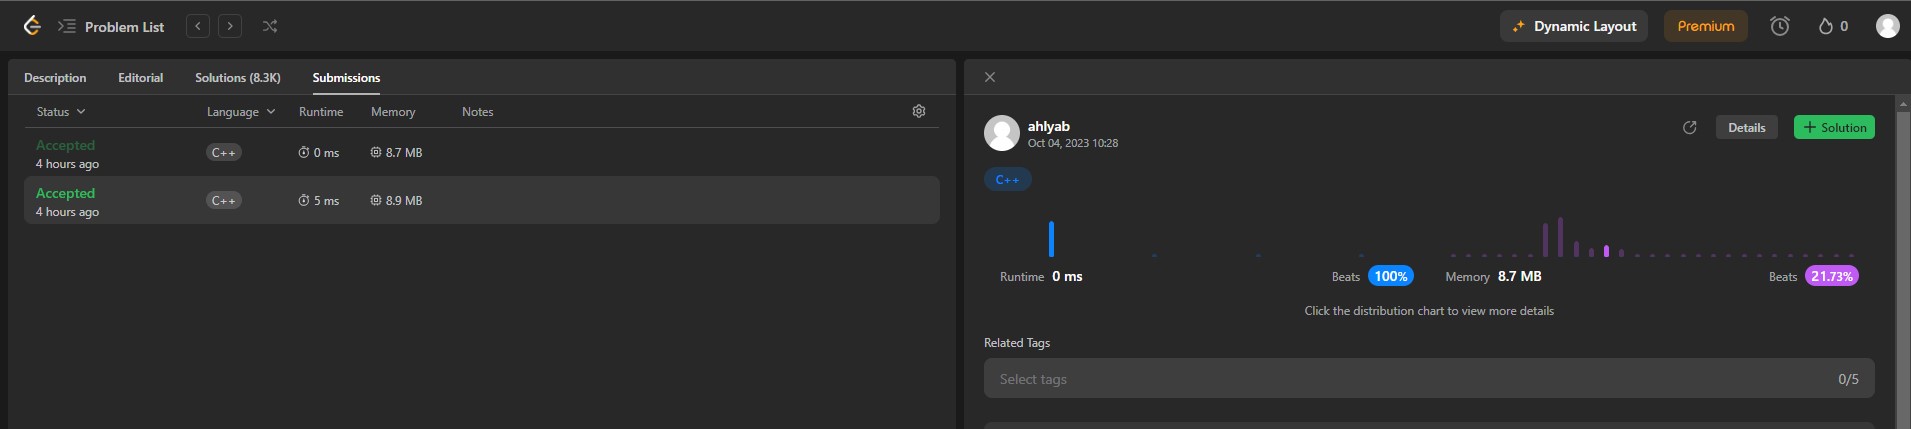 Problem List
Dynamic Layout
Premium
0
Description Editorial Solutions (8.3K) Submissions
Status Language Runtime Memory Notes
Accepted
4 hours ago
C++ 0 ms 8.7 MB
Accepted
4 hours ago
C++ 5 ms 8.9 MB
ahlyab
Oct 04, 2023 10:28
Details
+ Solution
C++
Runtime 0 ms Beats 100% Memory 8.7 MB Beats 21.73%
Click the distribution chart to view more details
Related Tags
Select tags 0/5